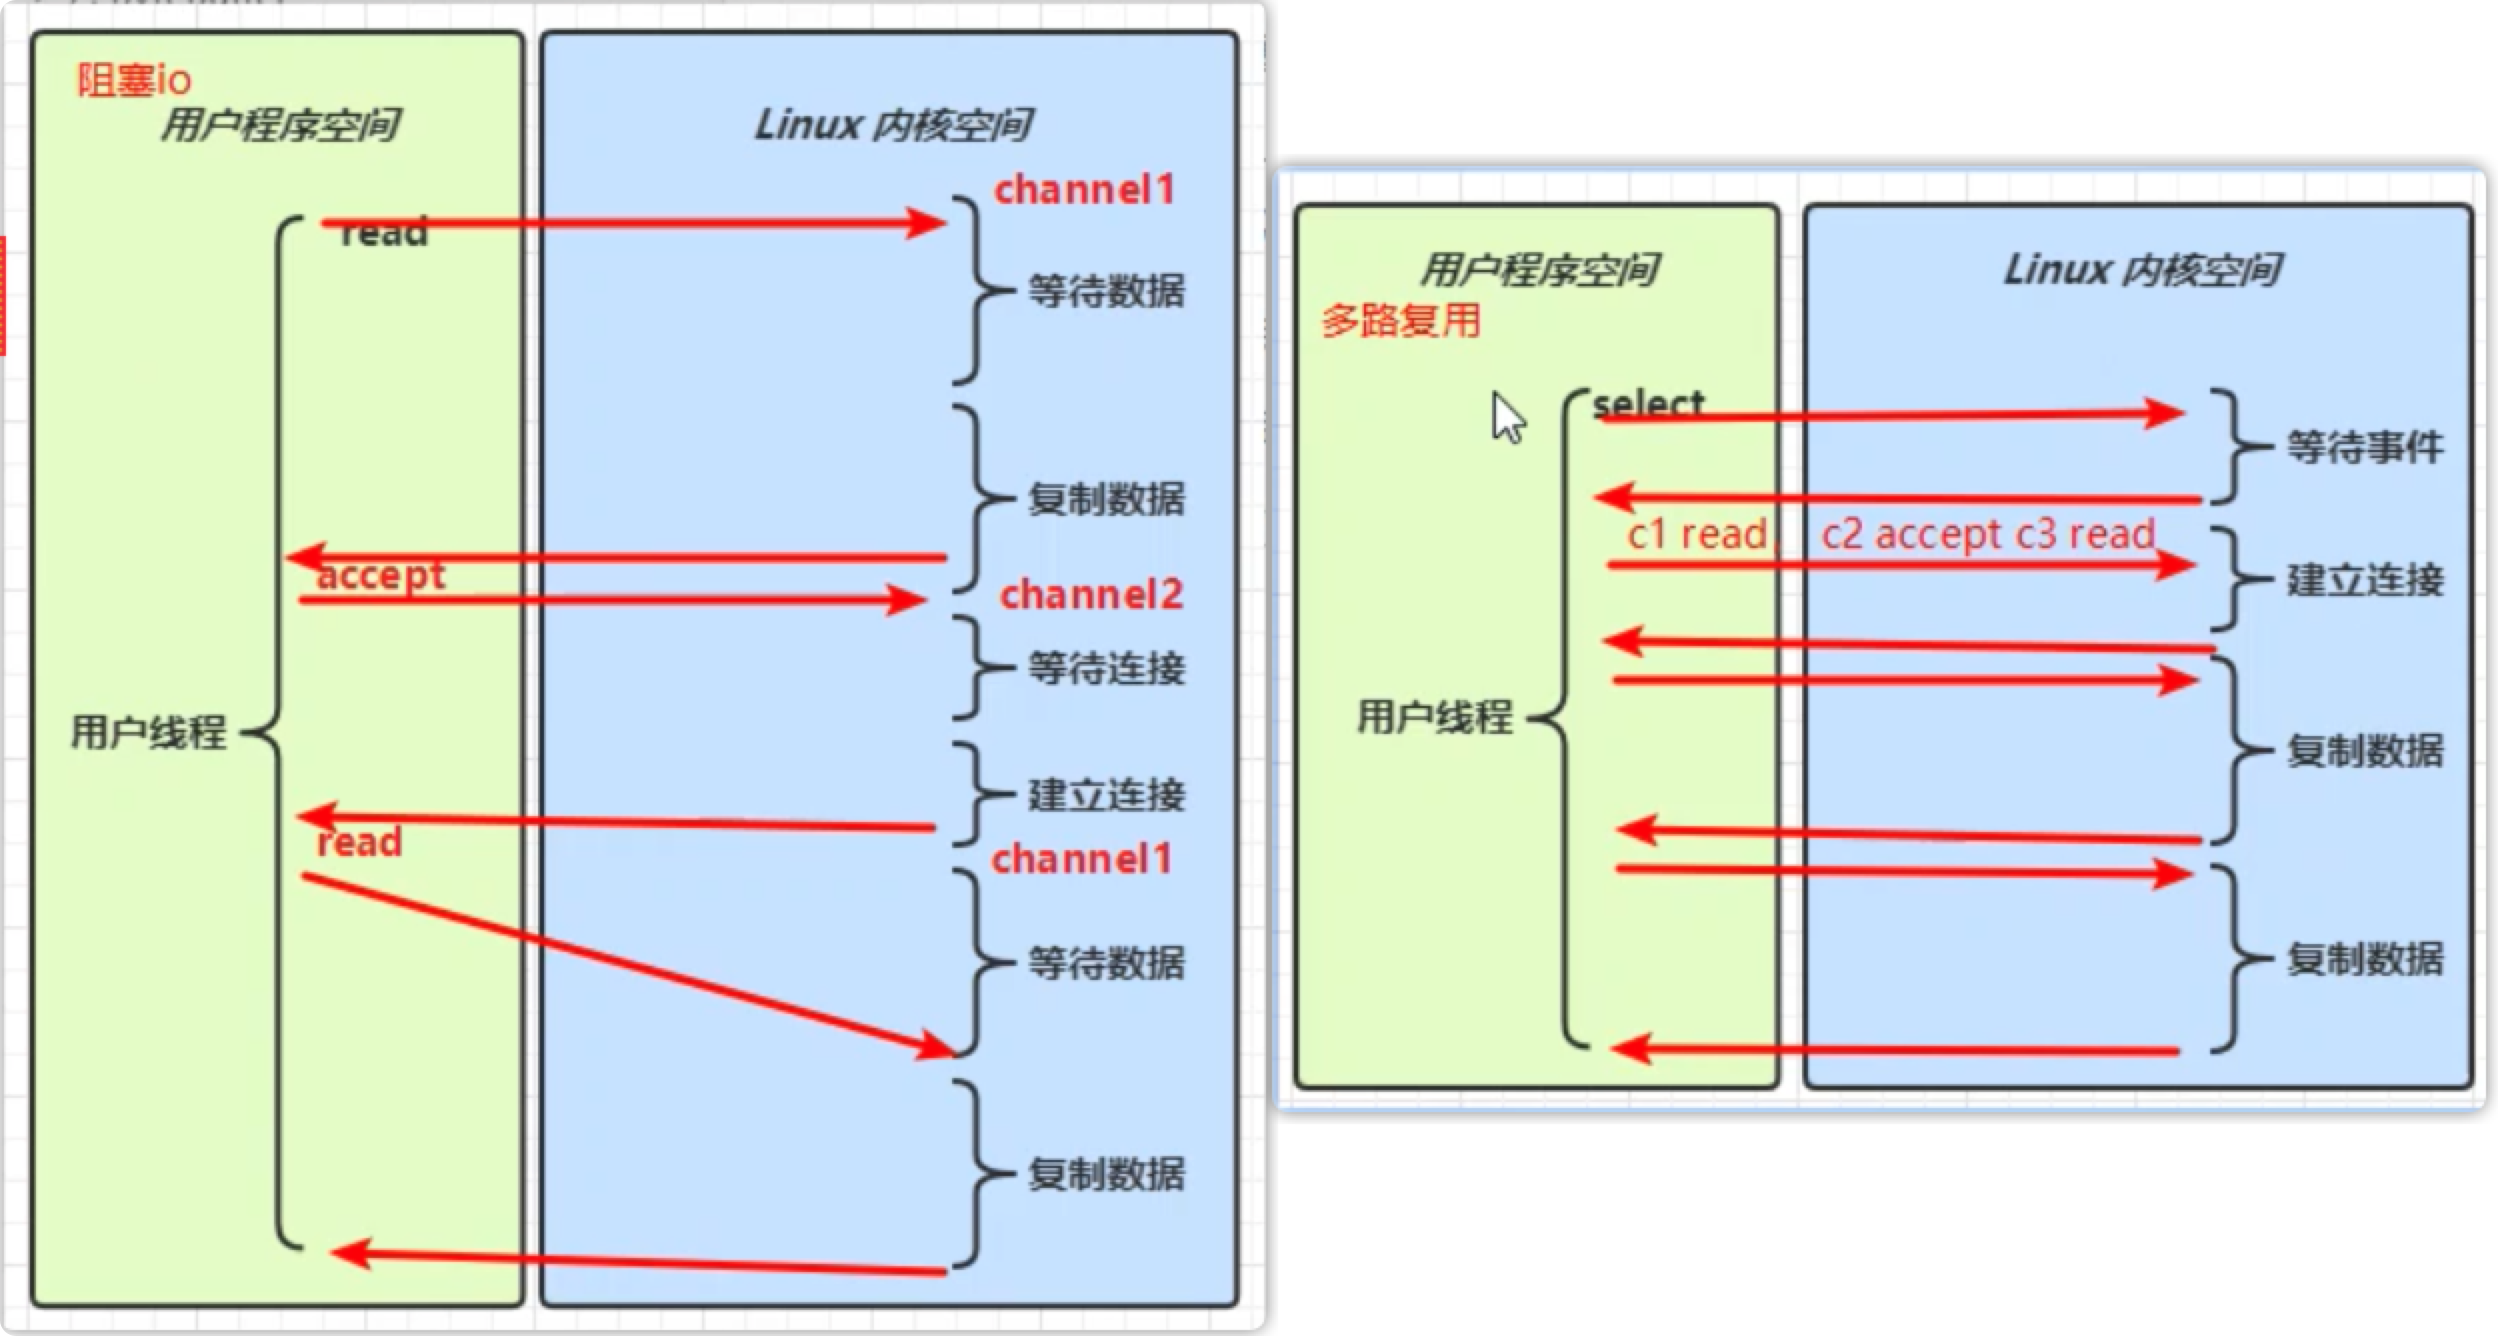 阻塞io
用户程序空间
Linux 内核空间
channel1
read
等待数据
复制数据
accept
channel2
等待连接
用户线程
建立连接
read
channel1
等待数据
复制数据
用户程序空间
Linux 内核空间
多路复用
select
等待事件
c1 read
c2 accept c3 read
建立连接
用户线程
复制数据
复制数据